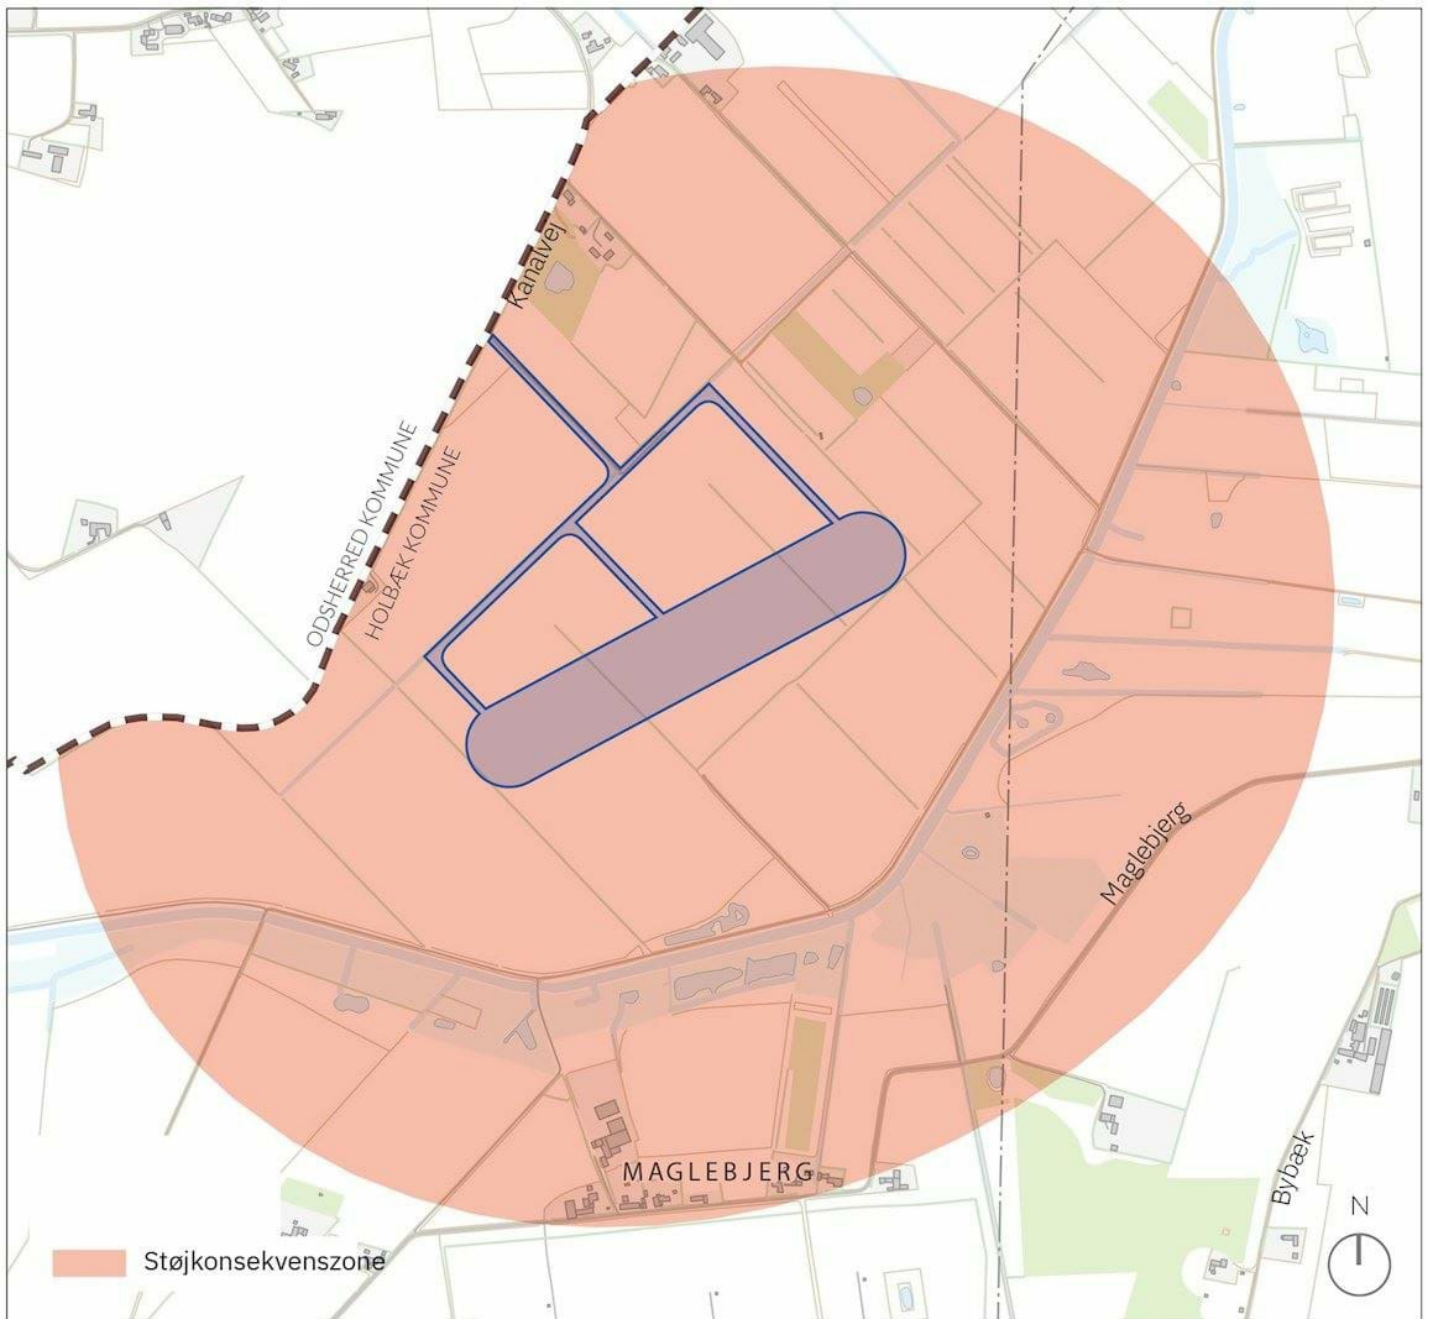 Kanalvej
ODSHERRED KOMMUNE
HOLBÆK KOMMUNE
Maglebjerg
MAGLEBJERG
Bybæk
N
Støjkonsekvenszone